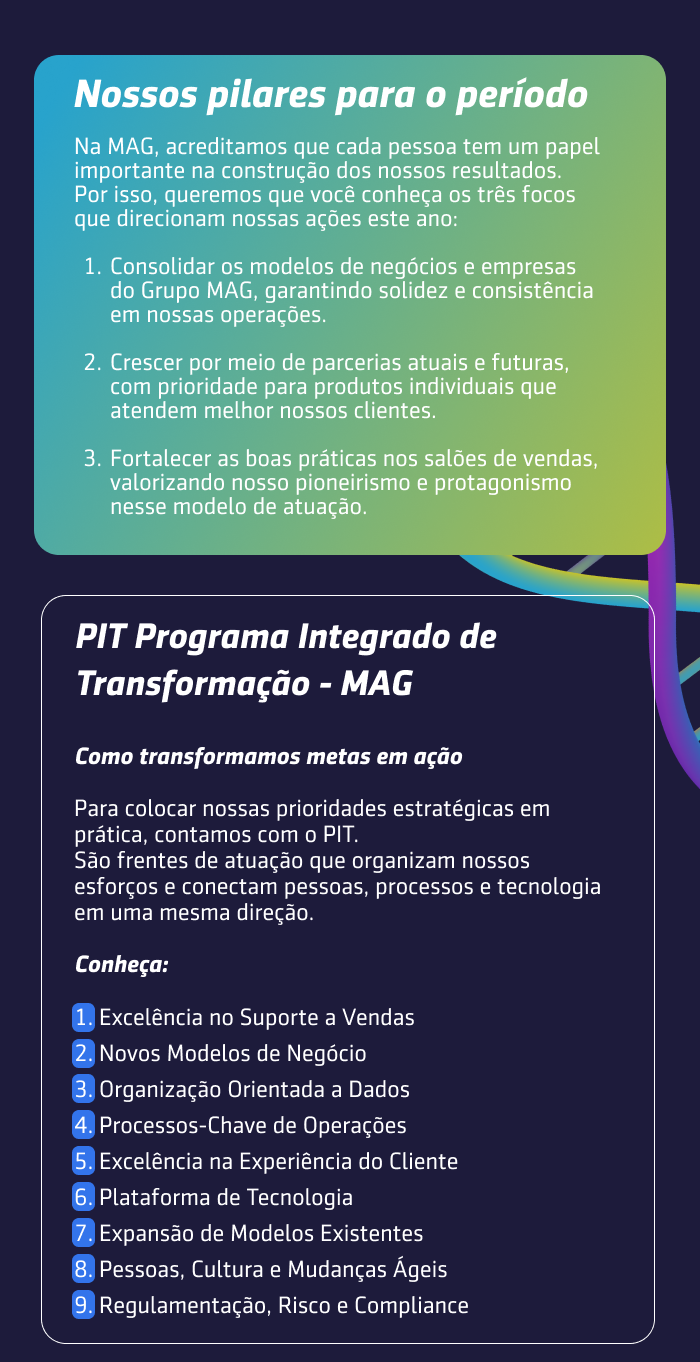 Nossos pilares para o período
Na MAG, acreditamos que cada pessoa tem um papel
importante na construção dos nossos resultados.
Por isso, queremos que você conheça os três focos
que direcionam nossas ações este ano:
1. Consolidar os modelos de negócios e empresas
do Grupo MAG, garantindo solidez e consistência
em nossas operações.
2. Crescer por meio de parcerias atuais e futuras,
com prioridade para produtos individuais que
atendem melhor nossos clientes.
3. Fortalecer as boas práticas nos salões de vendas,
valorizando nosso pioneirismo e protagonismo
nesse modelo de atuação.
PIT Programa Integrado de
Transformação - MAG
Como transformamos metas em ação
Para colocar nossas prioridades estratégicas em
prática, contamos com o PIT.
São frentes de atuação que organizam nossos
esforços e conectam pessoas, processos e tecnologia
em uma mesma direção.
Conheça:
1. Excelência no Suporte a Vendas
2. Novos Modelos de Negócio
3. Organização Orientada a Dados
4. Processos-Chave de Operações
5. Excelência na Experiência do Cliente
6. Plataforma de Tecnologia
7. Expansão de Modelos Existentes
8. Pessoas, Cultura e Mudanças Ágeis
9. Regulamentação, Risco e Compliance